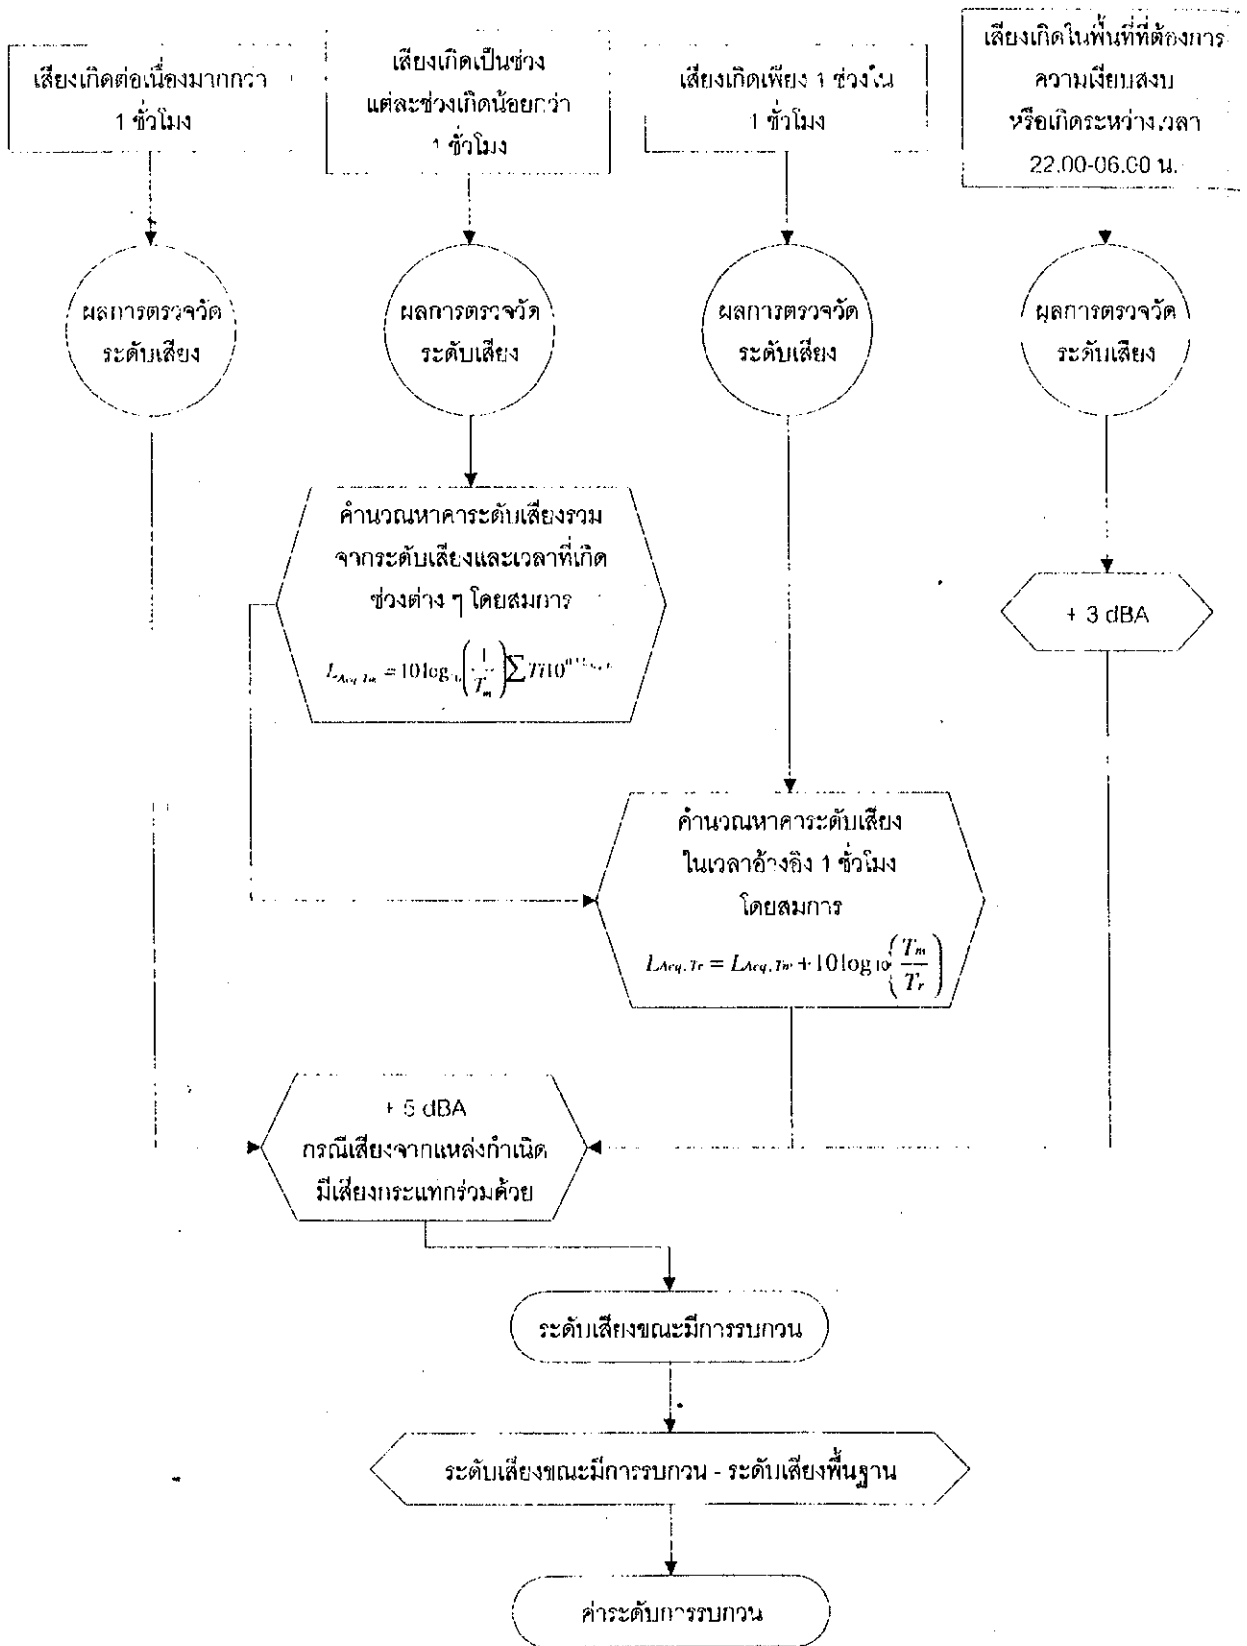 เสียงเกิดต่อเนื่องมากกว่า
1 ชั่วโมง
เสียงเกิดเป็นช่วง
แต่ละช่วงเกิดน้อยกว่า
1 ชั่วโมง
เสียงเกิดเพียง 1 ช่วงใน
1 ชั่วโมง
เสียงเกิดในพื้นที่ที่ต้องการ
ความเงียบสงบ
หรือเกิดระหว่างเวลา
22.00-06.00 น.
ผลการตรวจวัด
ระดับเสียง
ผลการตรวจวัด
ระดับเสียง
ผลการตรวจวัด
ระดับเสียง
ผลการตรวจวัด
ระดับเสียง
คำนวณหาคาระดับเสียงรวม
จากระดับเสียงและเวลาที่เกิด
ช่วงต่าง ๆ โดยสมการ
L_{Aeq,Tm} = 10 log_{10} (1/T_m) ∑
+ 3 dBA
คำนวณหาคาระดับเสียง
ในเวลาอ้างอิง 1 ชั่วโมง
โดยสมการ
L_{Aeq,Tr} = L_{Aeq,Tm} + 10 log_{10} (T_m/T_r)
+ 5 dBA
กรณีเสียงจากแหล่งกำเนิด
มีเสียงกระแทกร่วมด้วย
ระดับเสียงขณะมีการรบกวน
ระดับเสียงขณะมีการรบกวน - ระดับเสียงพื้นฐาน
ค่าระดับการรบกวน